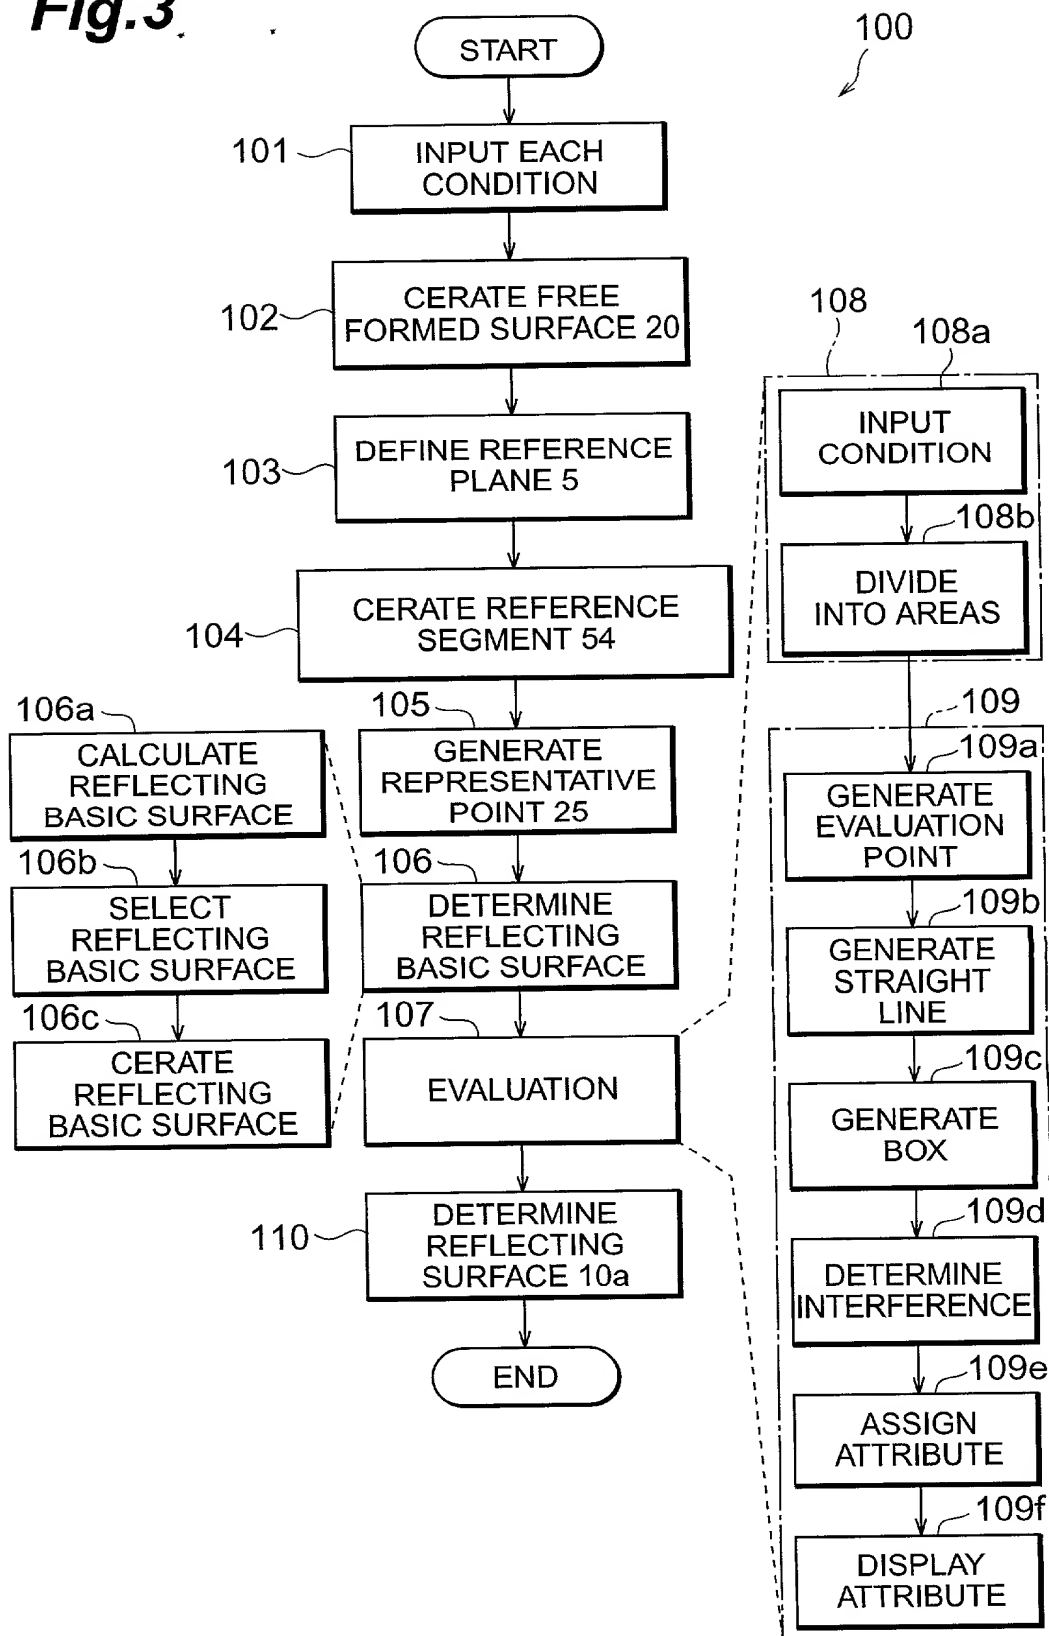 Fig.3
100
START
101
INPUT EACH
CONDITION
102
CERATE FREE
FORMED SURFACE 20
103
DEFINE REFERENCE
PLANE 5
104
CERATE REFERENCE
SEGMENT 54
105
GENERATE
REPRESENTATIVE
POINT 25
106
DETERMINE
REFLECTING
BASIC SURFACE
106a
CALCULATE
REFLECTING
BASIC SURFACE
106b
SELECT
REFLECTING
BASIC SURFACE
106c
CERATE
REFLECTING
BASIC SURFACE
107
EVALUATION
108
108a
INPUT
CONDITION
108b
DIVIDE
INTO AREAS
109
109a
GENERATE
EVALUATION
POINT
109b
GENERATE
STRAIGHT
LINE
109c
GENERATE
BOX
109d
DETERMINE
INTERFERENCE
109e
ASSIGN
ATTRIBUTE
109f
DISPLAY
ATTRIBUTE
110
DETERMINE
REFLECTING
SURFACE 10a
END